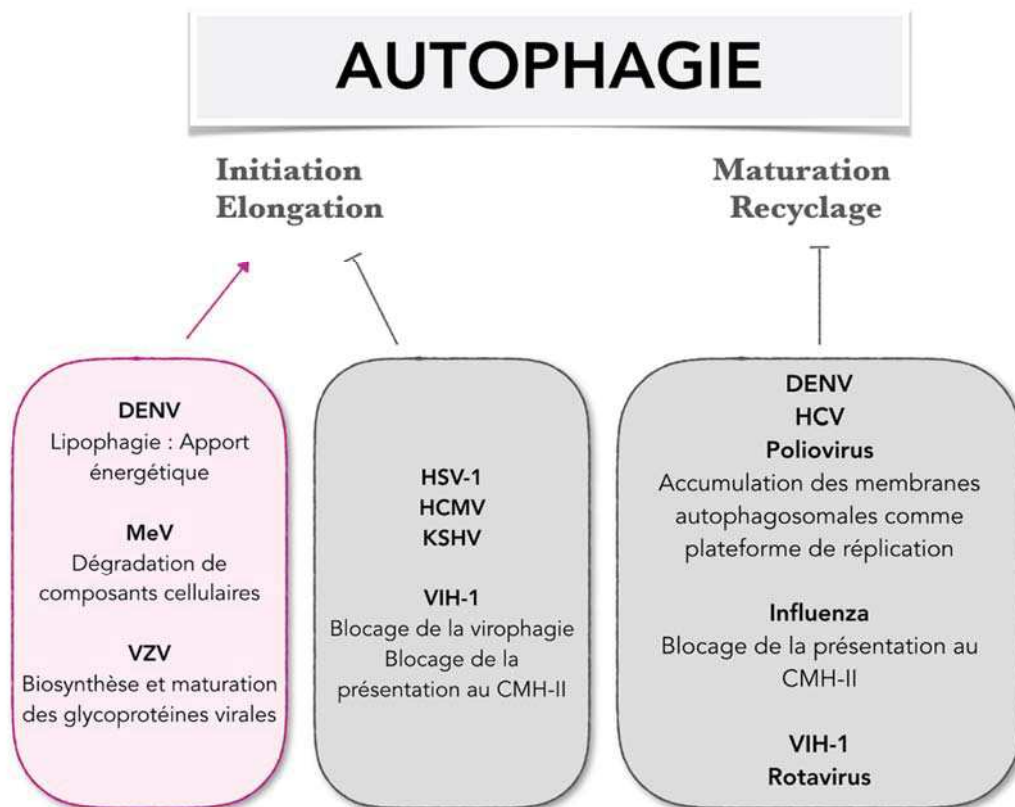 AUTOPHAGIE
Initiation
Elongation
Maturation
Recyclage
DENV
Lipophagie : Apport
énergétique
MeV
Dégradation de
composants cellulaires
VZV
Biosynthèse et maturation
des glycoprotéines virales
HSV-1
HCMV
KSHV
VIH-1
Blocage de la virophagie
Blocage de la
présentation au CMH-II
DENV
HCV
Poliovirus
Accumulation des membranes
autophagosomales comme
plateforme de réplication
Influenza
Blocage de la présentation au
CMH-II
VIH-1
Rotavirus